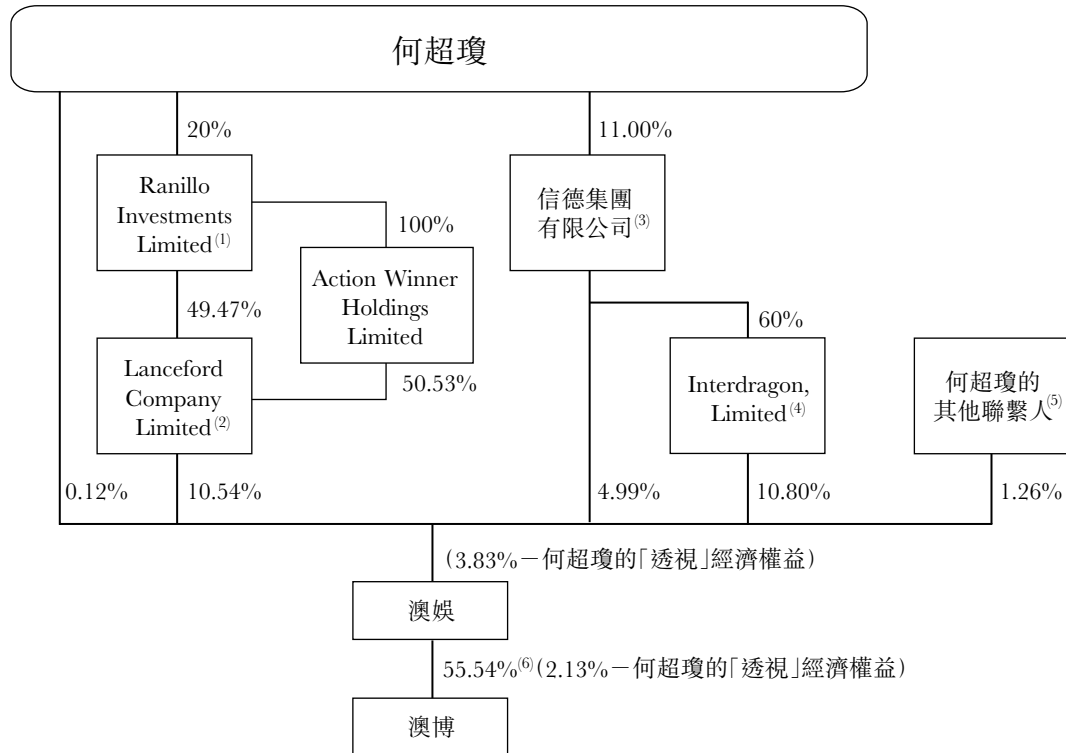 何超瓊
20%
11.00%
Ranillo
Investments
Limited(1)
信德集團
有限公司(3)
100%
Action Winner
Holdings
Limited
49.47%
60%
Lanceford
Company
Limited(2)
50.53%
Interdragon,
Limited(4)
何超瓊的
其他聯繫人(5)
0.12%
10.54%
4.99%
10.80%
1.26%
(3.83%－何超瓊的「透視」經濟權益)
澳娛
55.54%(6)(2.13%－何超瓊的「透視」經濟權益)
澳博